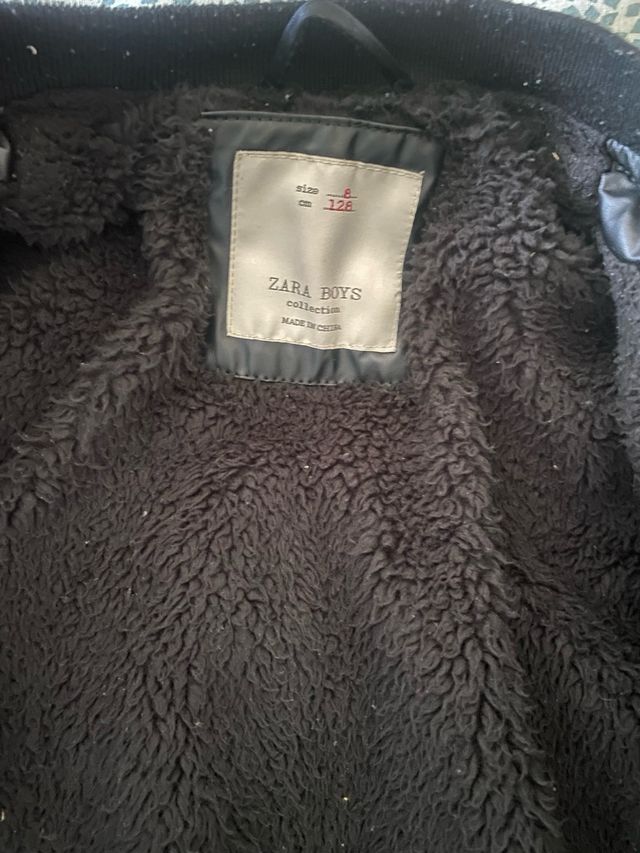 size 8
cm 128
ZARA BOYS
collection
MADE IN CHINA